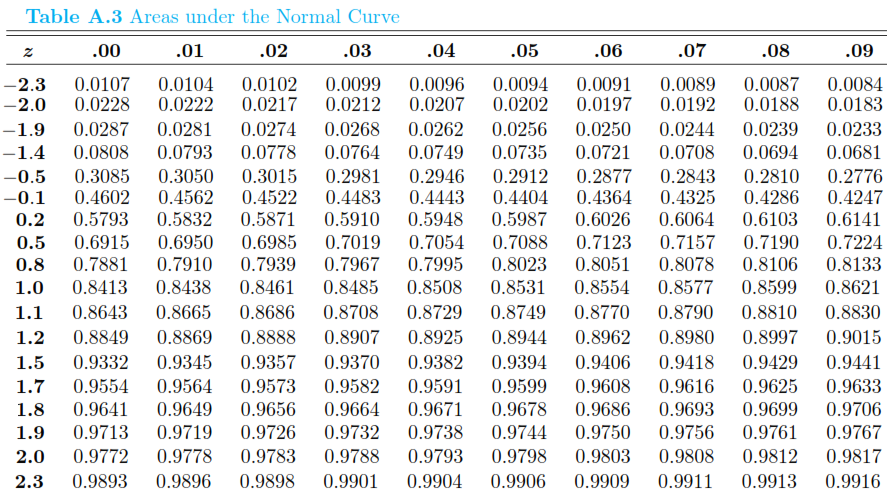 Table A.3 Areas under the Normal Curve
z .00 .01 .02 .03 .04 .05 .06 .07 .08 .09
−2.3 0.0107 0.0104 0.0102 0.0099 0.0096 0.0094 0.0091 0.0089 0.0087 0.0084
−2.0 0.0228 0.0222 0.0217 0.0212 0.0207 0.0202 0.0197 0.0192 0.0188 0.0183
−1.9 0.0287 0.0281 0.0274 0.0268 0.0262 0.0256 0.0250 0.0244 0.0239 0.0233
−1.4 0.0808 0.0793 0.0778 0.0764 0.0749 0.0735 0.0721 0.0708 0.0694 0.0681
−0.5 0.3085 0.3050 0.3015 0.2981 0.2946 0.2912 0.2877 0.2843 0.2810 0.2776
−0.1 0.4602 0.4562 0.4522 0.4483 0.4443 0.4404 0.4364 0.4325 0.4286 0.4247
0.2 0.5793 0.5832 0.5871 0.5910 0.5948 0.5987 0.6026 0.6064 0.6103 0.6141
0.5 0.6915 0.6950 0.6985 0.7019 0.7054 0.7088 0.7123 0.7157 0.7190 0.7224
0.8 0.7881 0.7910 0.7939 0.7967 0.7995 0.8023 0.8051 0.8078 0.8106 0.8133
1.0 0.8413 0.8438 0.8461 0.8485 0.8508 0.8531 0.8554 0.8577 0.8599 0.8621
1.1 0.8643 0.8665 0.8686 0.8708 0.8729 0.8749 0.8770 0.8790 0.8810 0.8830
1.2 0.8849 0.8869 0.8888 0.8907 0.8925 0.8944 0.8962 0.8980 0.8997 0.9015
1.5 0.9332 0.9345 0.9357 0.9370 0.9382 0.9394 0.9406 0.9418 0.9429 0.9441
1.7 0.9554 0.9564 0.9573 0.9582 0.9591 0.9599 0.9608 0.9616 0.9625 0.9633
1.8 0.9641 0.9649 0.9656 0.9664 0.9671 0.9678 0.9686 0.9693 0.9699 0.9706
1.9 0.9713 0.9719 0.9726 0.9732 0.9738 0.9744 0.9750 0.9756 0.9761 0.9767
2.0 0.9772 0.9778 0.9783 0.9788 0.9793 0.9798 0.9803 0.9808 0.9812 0.9817
2.3 0.9893 0.9896 0.9898 0.9901 0.9904 0.9906 0.9909 0.9911 0.9913 0.9916